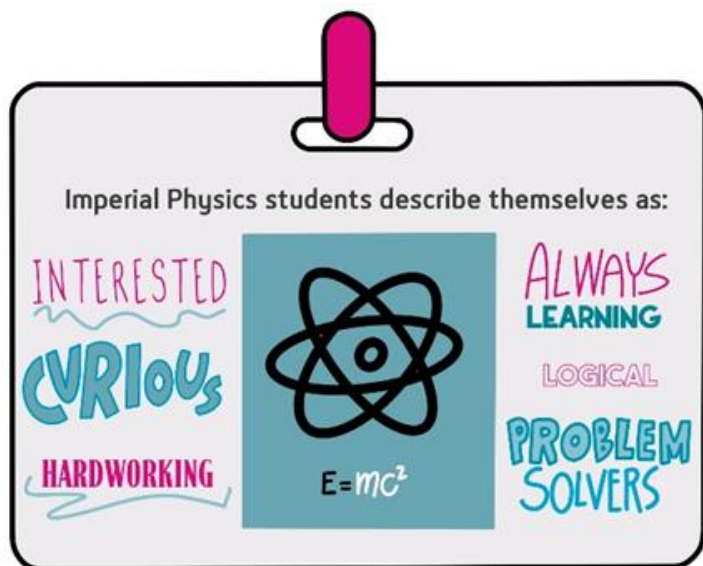 Imperial Physics students describe themselves as:
INTERESTED
CURIOUS
HARDWORKING
E=mc²
ALWAYS
LEARNING
LOGICAL
PROBLEM
SOLVERS